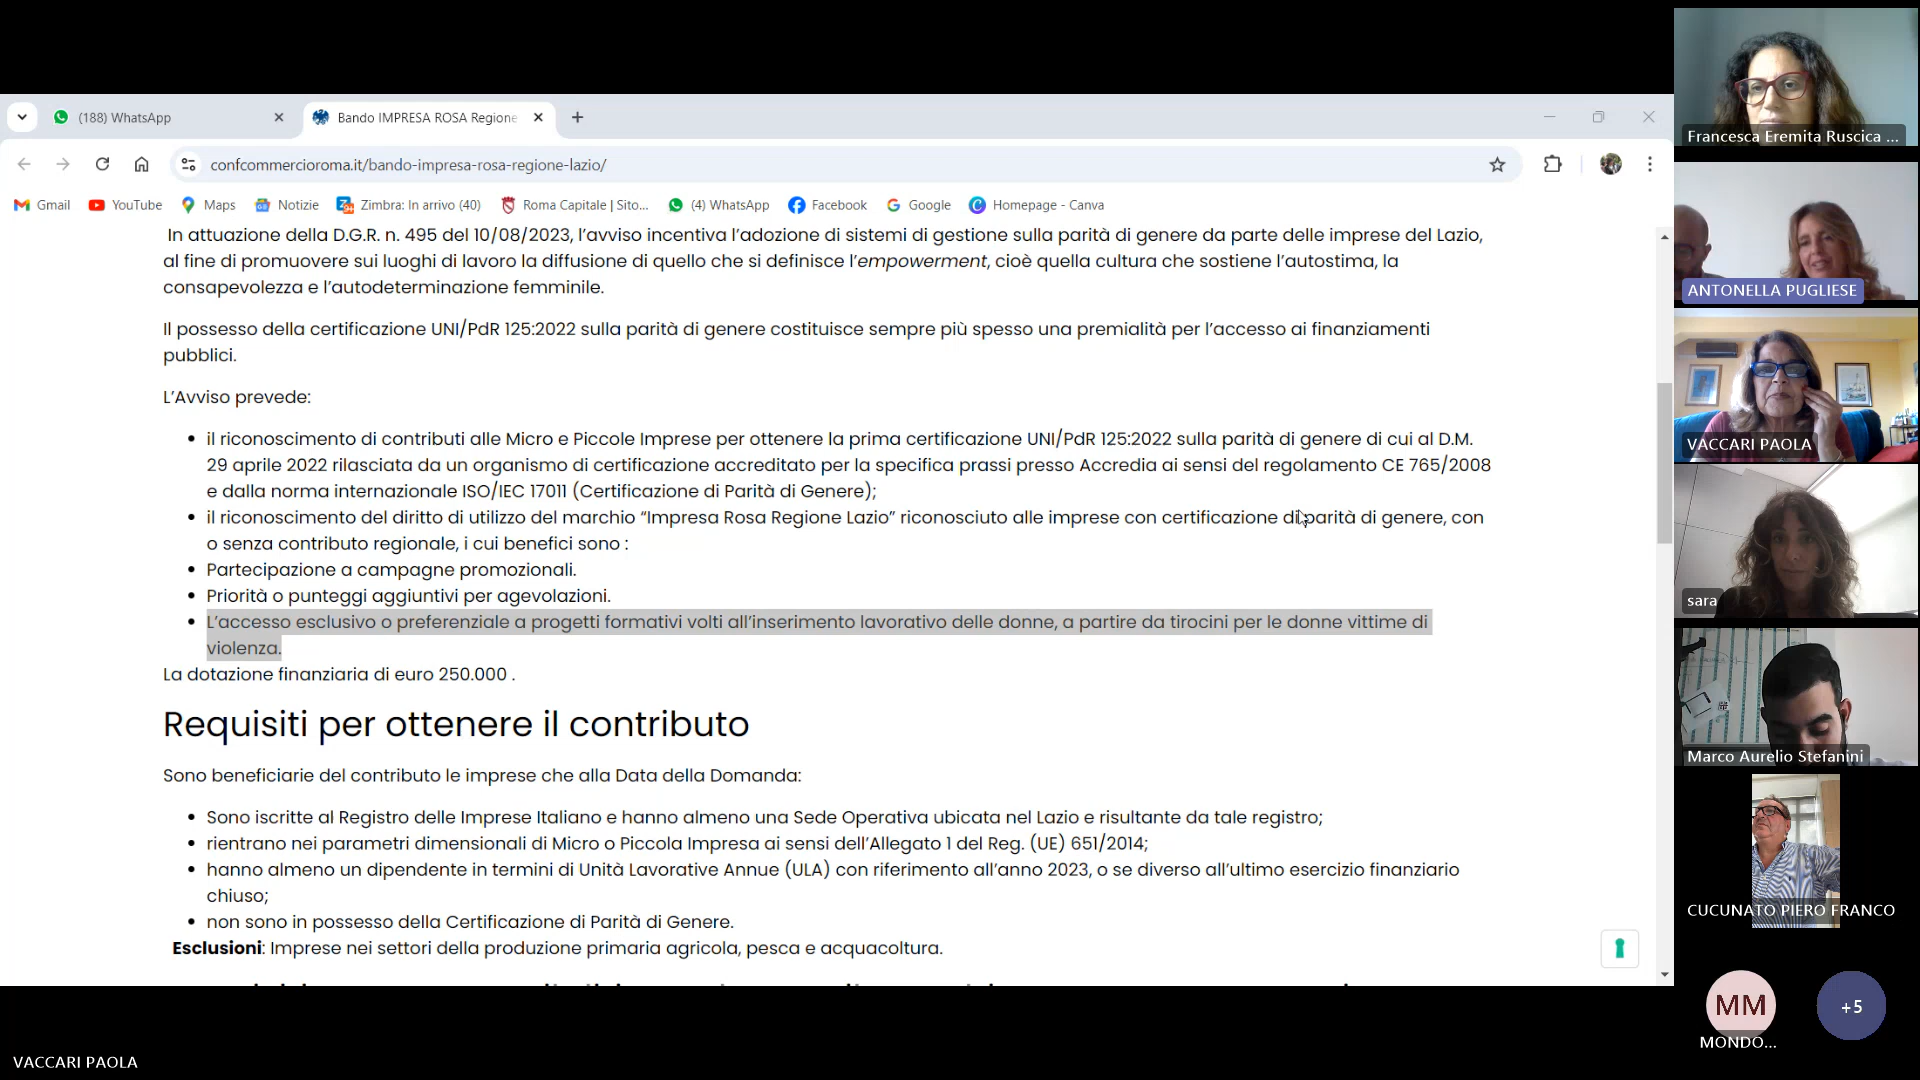 (188) WhatsApp
Bando IMPRESA ROSA Regione
confcommercioroma.it/bando-impresa-rosa-regione-lazio/
Gmail
YouTube
Maps
Notizie
Zimbra: In arrivo (40)
Roma Capitale | Sito...
(4) WhatsApp
Facebook
Google
Homepage - Canva
In attuazione della D.G.R. n. 495 del 10/08/2023, l’avviso incentiva l’adozione di sistemi di gestione sulla parità di genere da parte delle imprese del Lazio,
al fine di promuovere sui luoghi di lavoro la diffusione di quello che si definisce l’empowerment, cioè quella cultura che sostiene l’autostima, la
consapevolezza e l’autodeterminazione femminile.
Il possesso della certificazione UNI/PdR 125:2022 sulla parità di genere costituisce sempre più spesso una premialità per l’accesso ai finanziamenti
pubblici.
L’Avviso prevede:
il riconoscimento di contributi alle Micro e Piccole Imprese per ottenere la prima certificazione UNI/PdR 125:2022 sulla parità di genere di cui al D.M.
29 aprile 2022 rilasciata da un organismo di certificazione accreditato per la specifica prassi presso Accredia ai sensi del regolamento CE 765/2008
e dalla norma internazionale ISO/IEC 17011 (Certificazione di Parità di Genere);
il riconoscimento del diritto di utilizzo del marchio “Impresa Rosa Regione Lazio” riconosciuto alle imprese con certificazione di parità di genere, con
o senza contributo regionale, i cui benefici sono :
Partecipazione a campagne promozionali.
Priorità o punteggi aggiuntivi per agevolazioni.
L’accesso esclusivo o preferenziale a progetti formativi volti all’inserimento lavorativo delle donne, a partire da tirocini per le donne vittime di
violenza.
La dotazione finanziaria di euro 250.000 .
Requisiti per ottenere il contributo
Sono beneficiarie del contributo le imprese che alla Data della Domanda:
Sono iscritte al Registro delle Imprese Italiano e hanno almeno una Sede Operativa ubicata nel Lazio e risultante da tale registro;
rientrano nei parametri dimensionali di Micro o Piccola Impresa ai sensi dell’Allegato 1 del Reg. (UE) 651/2014;
hanno almeno un dipendente in termini di Unità Lavorative Annue (ULA) con riferimento all’anno 2023, o se diverso all’ultimo esercizio finanziario
chiuso;
non sono in possesso della Certificazione di Parità di Genere.
Esclusioni: Imprese nei settori della produzione primaria agricola, pesca e acquacoltura.
VACCARI PAOLA
Francesca Eremita Ruscica ...
ANTONELLA PUGLIESE
VACCARI PAOLA
sara
Marco Aurelio Stefanini
CUCUNATO PIERO FRANCO
MM
+5
MONDO...